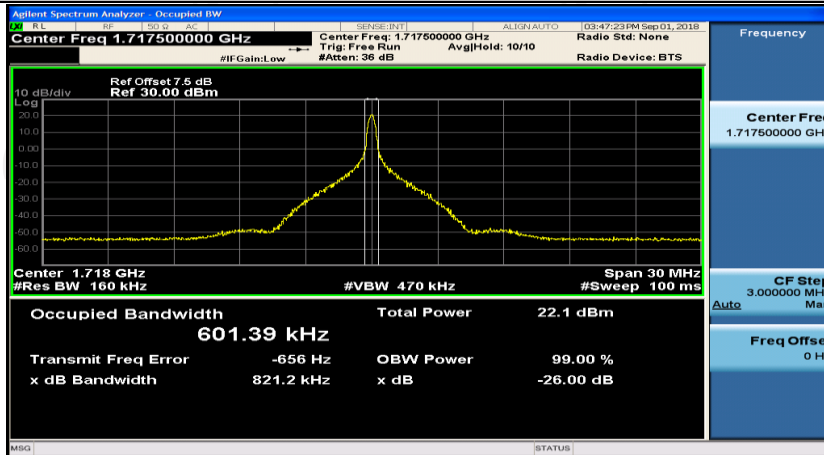 Agilent Spectrum Analyzer - Occupied BW
LXI RL RF 50 Ω AC SENSE:INT ALIGN AUTO 03:47:23 PM Sep 01, 2018
Center Freq 1.717500000 GHz Center Freq: 1.717500000 GHz Radio Std: None
Trig: Free Run Avg|Hold: 10/10
#IFGain:Low #Atten: 36 dB Radio Device: BTS
Ref Offset 7.5 dB
10 dB/div Ref 30.00 dBm
Log
20.0
10.0
0.00
-10.0
-20.0
-30.0
-40.0
-50.0
-60.0
Center 1.718 GHz Span 30 MHz
#Res BW 160 kHz #VBW 470 kHz #Sweep 100 ms
Occupied Bandwidth Total Power 22.1 dBm
601.39 kHz
Transmit Freq Error -656 Hz OBW Power 99.00 %
x dB Bandwidth 821.2 kHz x dB -26.00 dB
MSG STATUS
Frequency
Center Fre
1.717500000 GH
CF Step
3.000000 MH
Auto Ma
Freq Offse
0 H